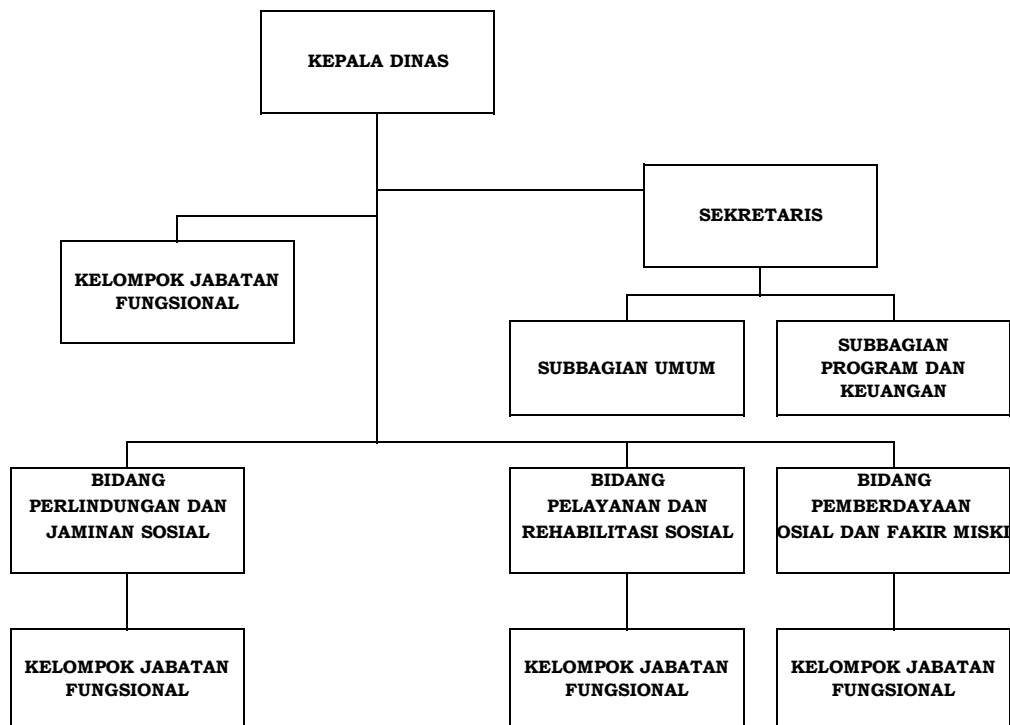 KEPALA DINAS
SEKRETARIS
KELOMPOK JABATAN
FUNGSIONAL
SUBBAGIAN UMUM
SUBBAGIAN
PROGRAM DAN
KEUANGAN
BIDANG
PERLINDUNGAN DAN
JAMINAN SOSIAL
BIDANG
PELAYANAN DAN
REHABILITASI SOSIAL
BIDANG
PEMBERDAYAAN
OSIAL DAN FAKIR MISKI
KELOMPOK JABATAN
FUNGSIONAL
KELOMPOK JABATAN
FUNGSIONAL
KELOMPOK JABATAN
FUNGSIONAL